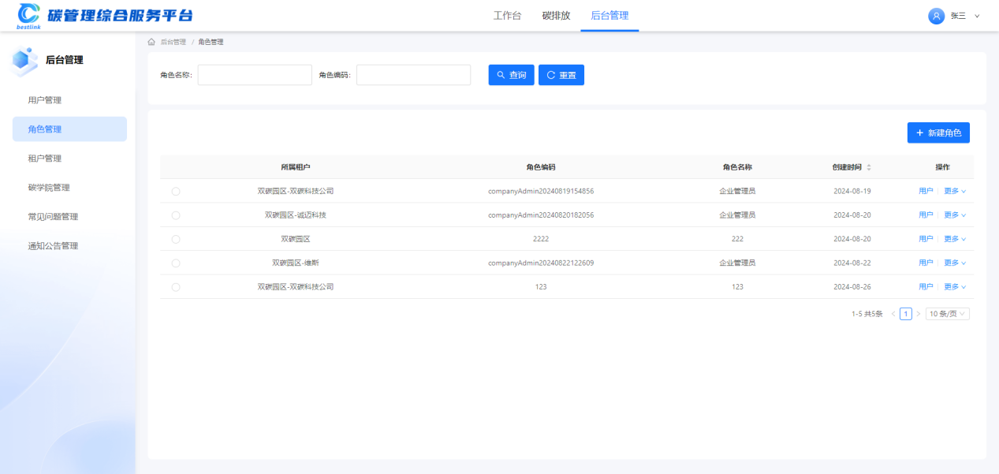 碳管理综合服务平台
bestlink
工作台 碳排放 后台管理
张三
后台管理
用户管理
角色管理
租户管理
碳学院管理
常见问题管理
通知公告管理
后台管理 / 角色管理
角色名称: 角色编码: 查询 重置
+ 新建角色
所属租户 角色编码 角色名称 创建时间 操作
双碳园区-双碳科技公司 companyAdmin20240819154856 企业管理员 2024-08-19 用户 更多
双碳园区-诚迈科技 companyAdmin20240820182056 企业管理员 2024-08-20 用户 更多
双碳园区 2222 222 2024-08-20 用户 更多
双碳园区-维斯 companyAdmin20240822122609 企业管理员 2024-08-22 用户 更多
双碳园区-双碳科技公司 123 123 2024-08-26 用户 更多
1-5 共5条 < 1 > 10 条/页